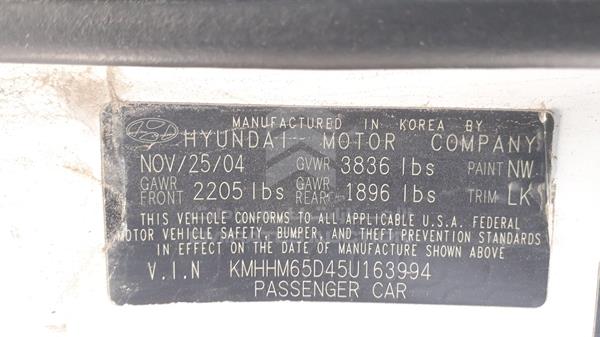 MANUFACTURED IN KOREA BY
HYUNDAI MOTOR COMPANY
NOV/25/04 GVWR 3836 lbs PAINT NW
GAWR FRONT 2205 lbs GAWR REAR 1896 lbs TRIM LK
THIS VEHICLE CONFORMS TO ALL APPLICABLE U.S.A. FEDERAL
MOTOR VEHICLE SAFETY, BUMPER, AND THEFT PREVENTION STANDARDS
IN EFFECT ON THE DATE OF MANUFACTURE SHOWN ABOVE
V.I.N KMHHM65D45U163994
PASSENGER CAR